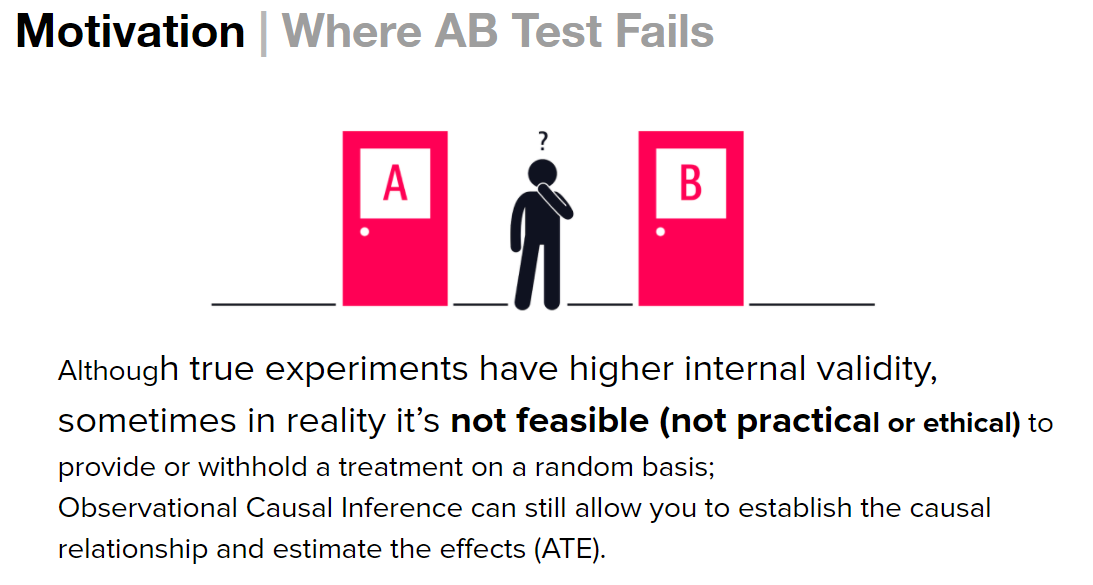 Motivation | Where AB Test Fails
?
A
B
Although true experiments have higher internal validity,
sometimes in reality it’s not feasible (not practical or ethical) to
provide or withhold a treatment on a random basis;
Observational Causal Inference can still allow you to establish the causal
relationship and estimate the effects (ATE).